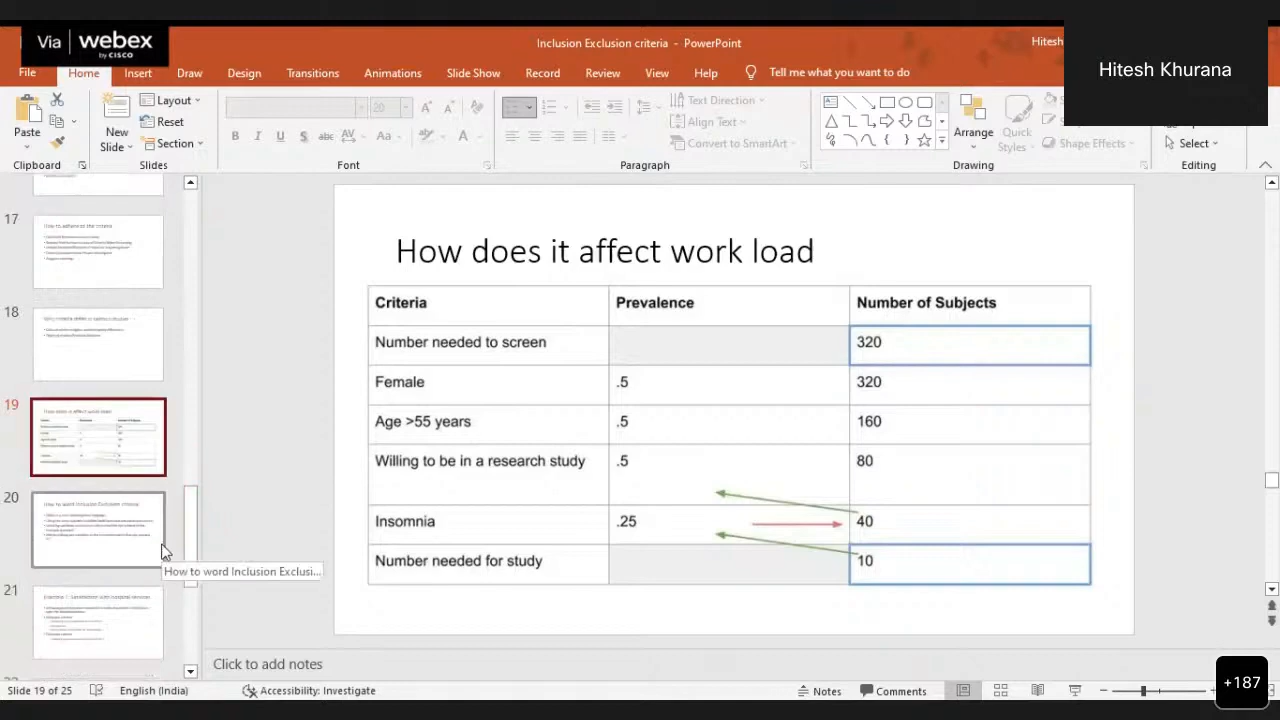 Via webex
by CISCO
Inclusion Exclusion criteria - PowerPoint
Hitesh
Hitesh Khurana
File Home Insert Draw Design Transitions Animations Slide Show Record Review View Help Tell me what you want to do
Paste
New
Slide
Layout
Reset
Section
20
B I U S abc AV Aa A
Text Direction
Align Text
Convert to SmartArt
Arrange
Quick
Styles
Shape Effects
Select
Clipboard Slides Font Paragraph Drawing Editing
17
18
19
20
How to word Inclusion Exclusi...
21
How does it affect work load
Criteria Prevalence Number of Subjects
Number needed to screen 320
Female .5 320
Age >55 years .5 160
Willing to be in a research study .5 80
Insomnia .25 40
Number needed for study 10
Click to add notes
Slide 19 of 25 English (India) Accessibility: Investigate Notes Comments
+187